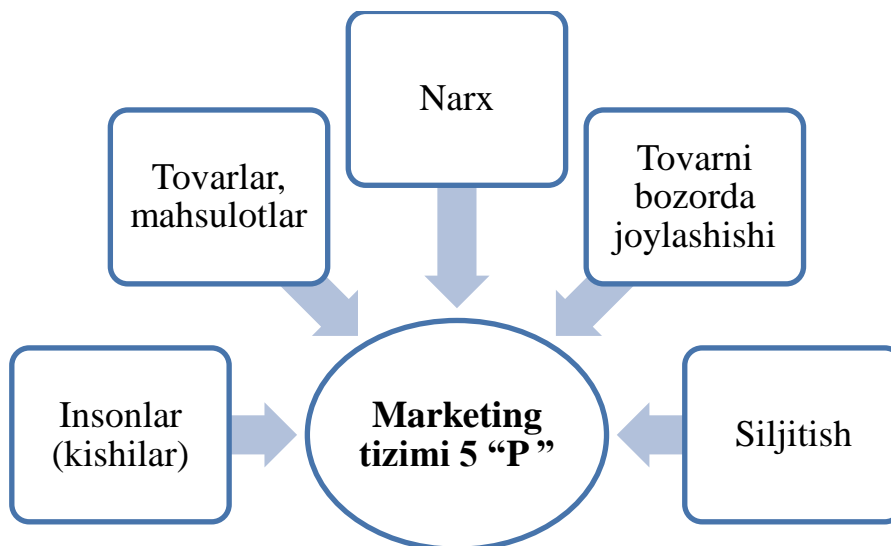 Narx
Tovarlar,
mahsulotlar
Tovarni
bozorda
joylashishi
Insonlar
(kishilar)
Marketing
tizimi 5 “P ”
Siljitish